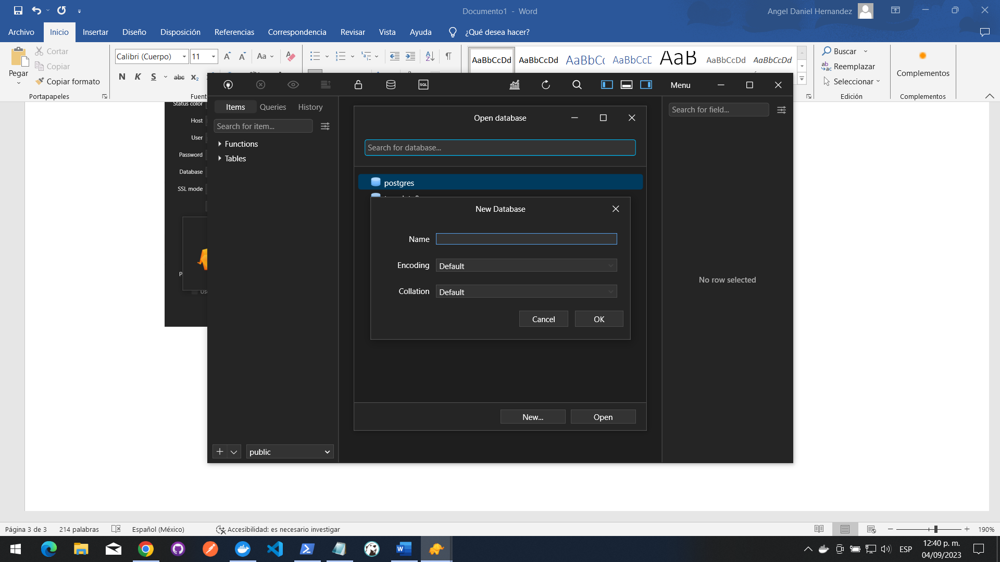 Documento1 - Word
Angel Daniel Hernandez
Archivo
Inicio
Insertar
Diseño
Disposición
Referencias
Correspondencia
Revisar
Vista
Ayuda
¿Qué desea hacer?
Pegar
Cortar
Copiar
Copiar formato
Portapapeles
Calibri (Cuerpo)
11
Aa
N K S abc x₂
Fuent
AaBbCcDd
AaBbCcDd
AaBbCc
AaBbCcE
AaB
AaBbCcDd
AaBbCcDd
Buscar
Reemplazar
Seleccionar
Edición
Complementos
Complementos
Status color
Host
User
Password
Database
SSL mode
SQL
Menu
Items
Queries
History
Search for item...
Functions
Tables
public
Open database
Search for database...
postgres
New Database
Name
Encoding
Default
Collation
Default
Cancel
OK
New...
Open
Search for field...
No row selected
Página 3 de 3
214 palabras
Español (México)
Accesibilidad: es necesario investigar
190%
ESP
12:40 p. m.
04/09/2023